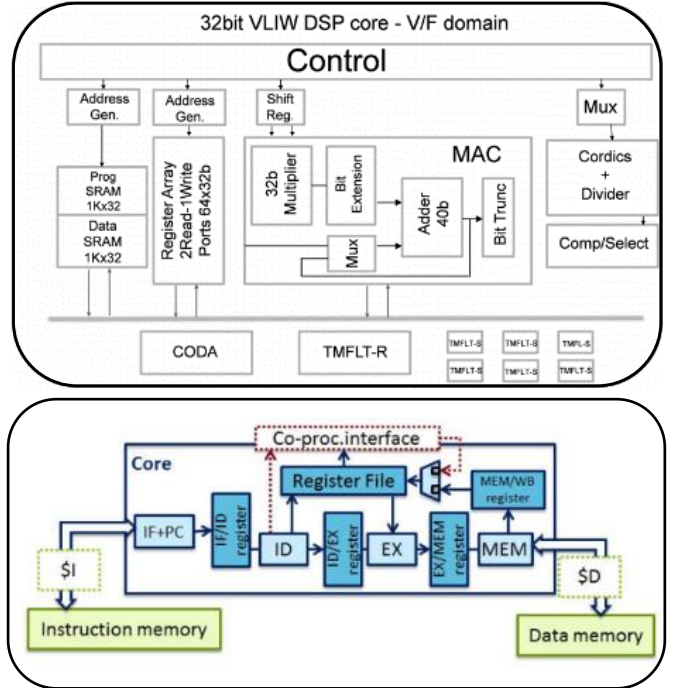 32bit VLIW DSP core - V/F domain
Control
Address
Gen.
Address
Gen.
Shift
Reg.
Mux
Prog
SRAM
1Kx32
Data
SRAM
1Kx32
Register Array
2Read-1Write
Ports 64x32b
MAC
32b
Multiplier
Bit
Extension
Mux
Adder
40b
Bit Trunc
Cordics
+
Divider
Comp/Select
CODA
TMFLT-R
TMFLT-S
TMFLT-S
TMFL-S
TMFLT-S
TMFLT-S
TMFLT-S
Co-proc.interface
Core
Register File
MEM/WB
register
IF+PC
IF/ID
register
ID
ID/EX
register
EX
EX/MEM
register
MEM
$I
$D
Instruction memory
Data memory